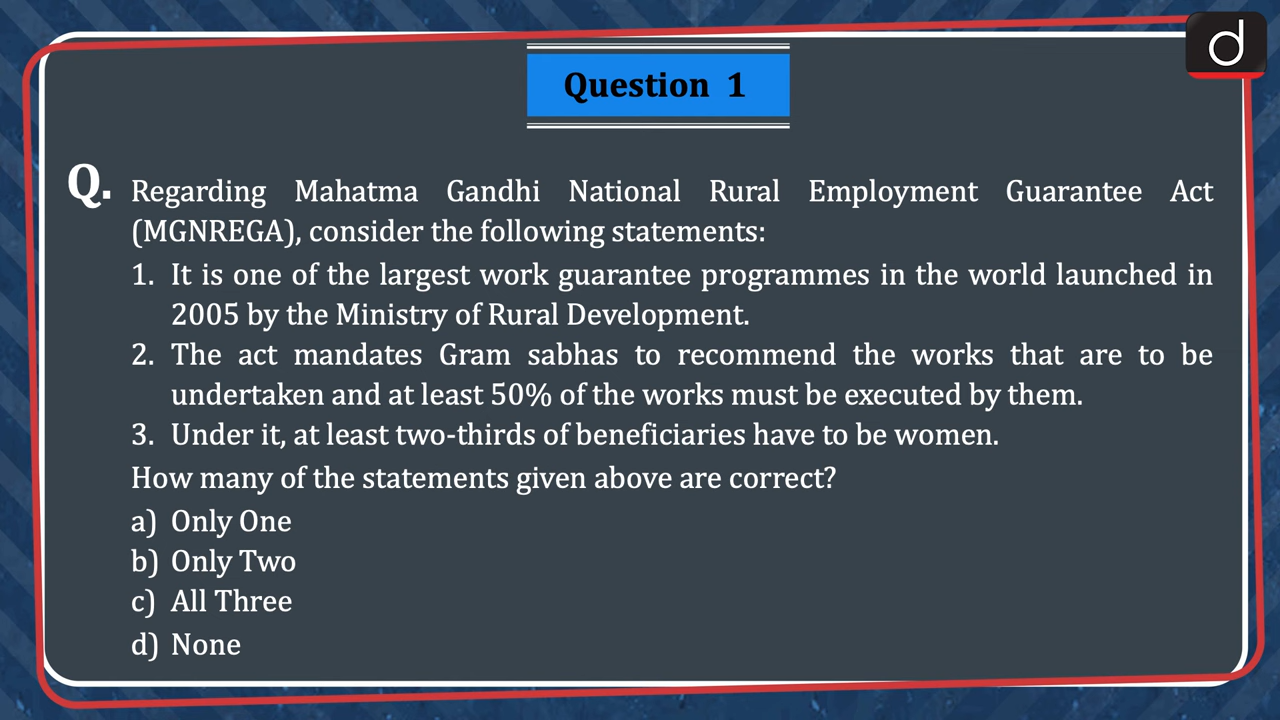 d
Question 1
Q. Regarding Mahatma Gandhi National Rural Employment Guarantee Act
(MGNREGA), consider the following statements:
1. It is one of the largest work guarantee programmes in the world launched in
2005 by the Ministry of Rural Development.
2. The act mandates Gram sabhas to recommend the works that are to be
undertaken and at least 50% of the works must be executed by them.
3. Under it, at least two-thirds of beneficiaries have to be women.
How many of the statements given above are correct?
a) Only One
b) Only Two
c) All Three
d) None